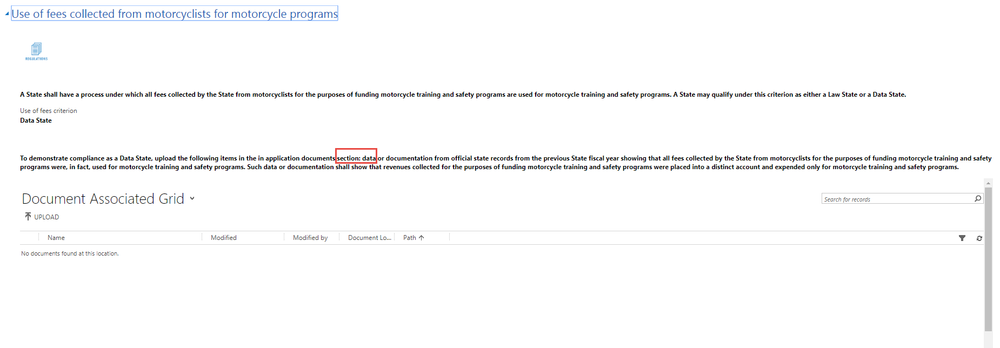 Use of fees collected from motorcyclists for motorcycle programs
REGULATIONS
A State shall have a process under which all fees collected by the State from motorcyclists for the purposes of funding motorcycle training and safety programs are used for motorcycle training and safety programs. A State may qualify under this criterion as either a Law State or a Data State.
Use of fees criterion
Data State
To demonstrate compliance as a Data State, upload the following items in the in application documents section: data or documentation from official state records from the previous State fiscal year showing that all fees collected by the State from motorcyclists for the purposes of funding motorcycle training and safety
programs were, in fact, used for motorcycle training and safety programs. Such data or documentation shall show that revenues collected for the purposes of funding motorcycle training and safety programs were placed into a distinct account and expended only for motorcycle training and safety programs.
Document Associated Grid
Search for records
UPLOAD
Name Modified Modified by Document Lo... Path
No documents found at this location.